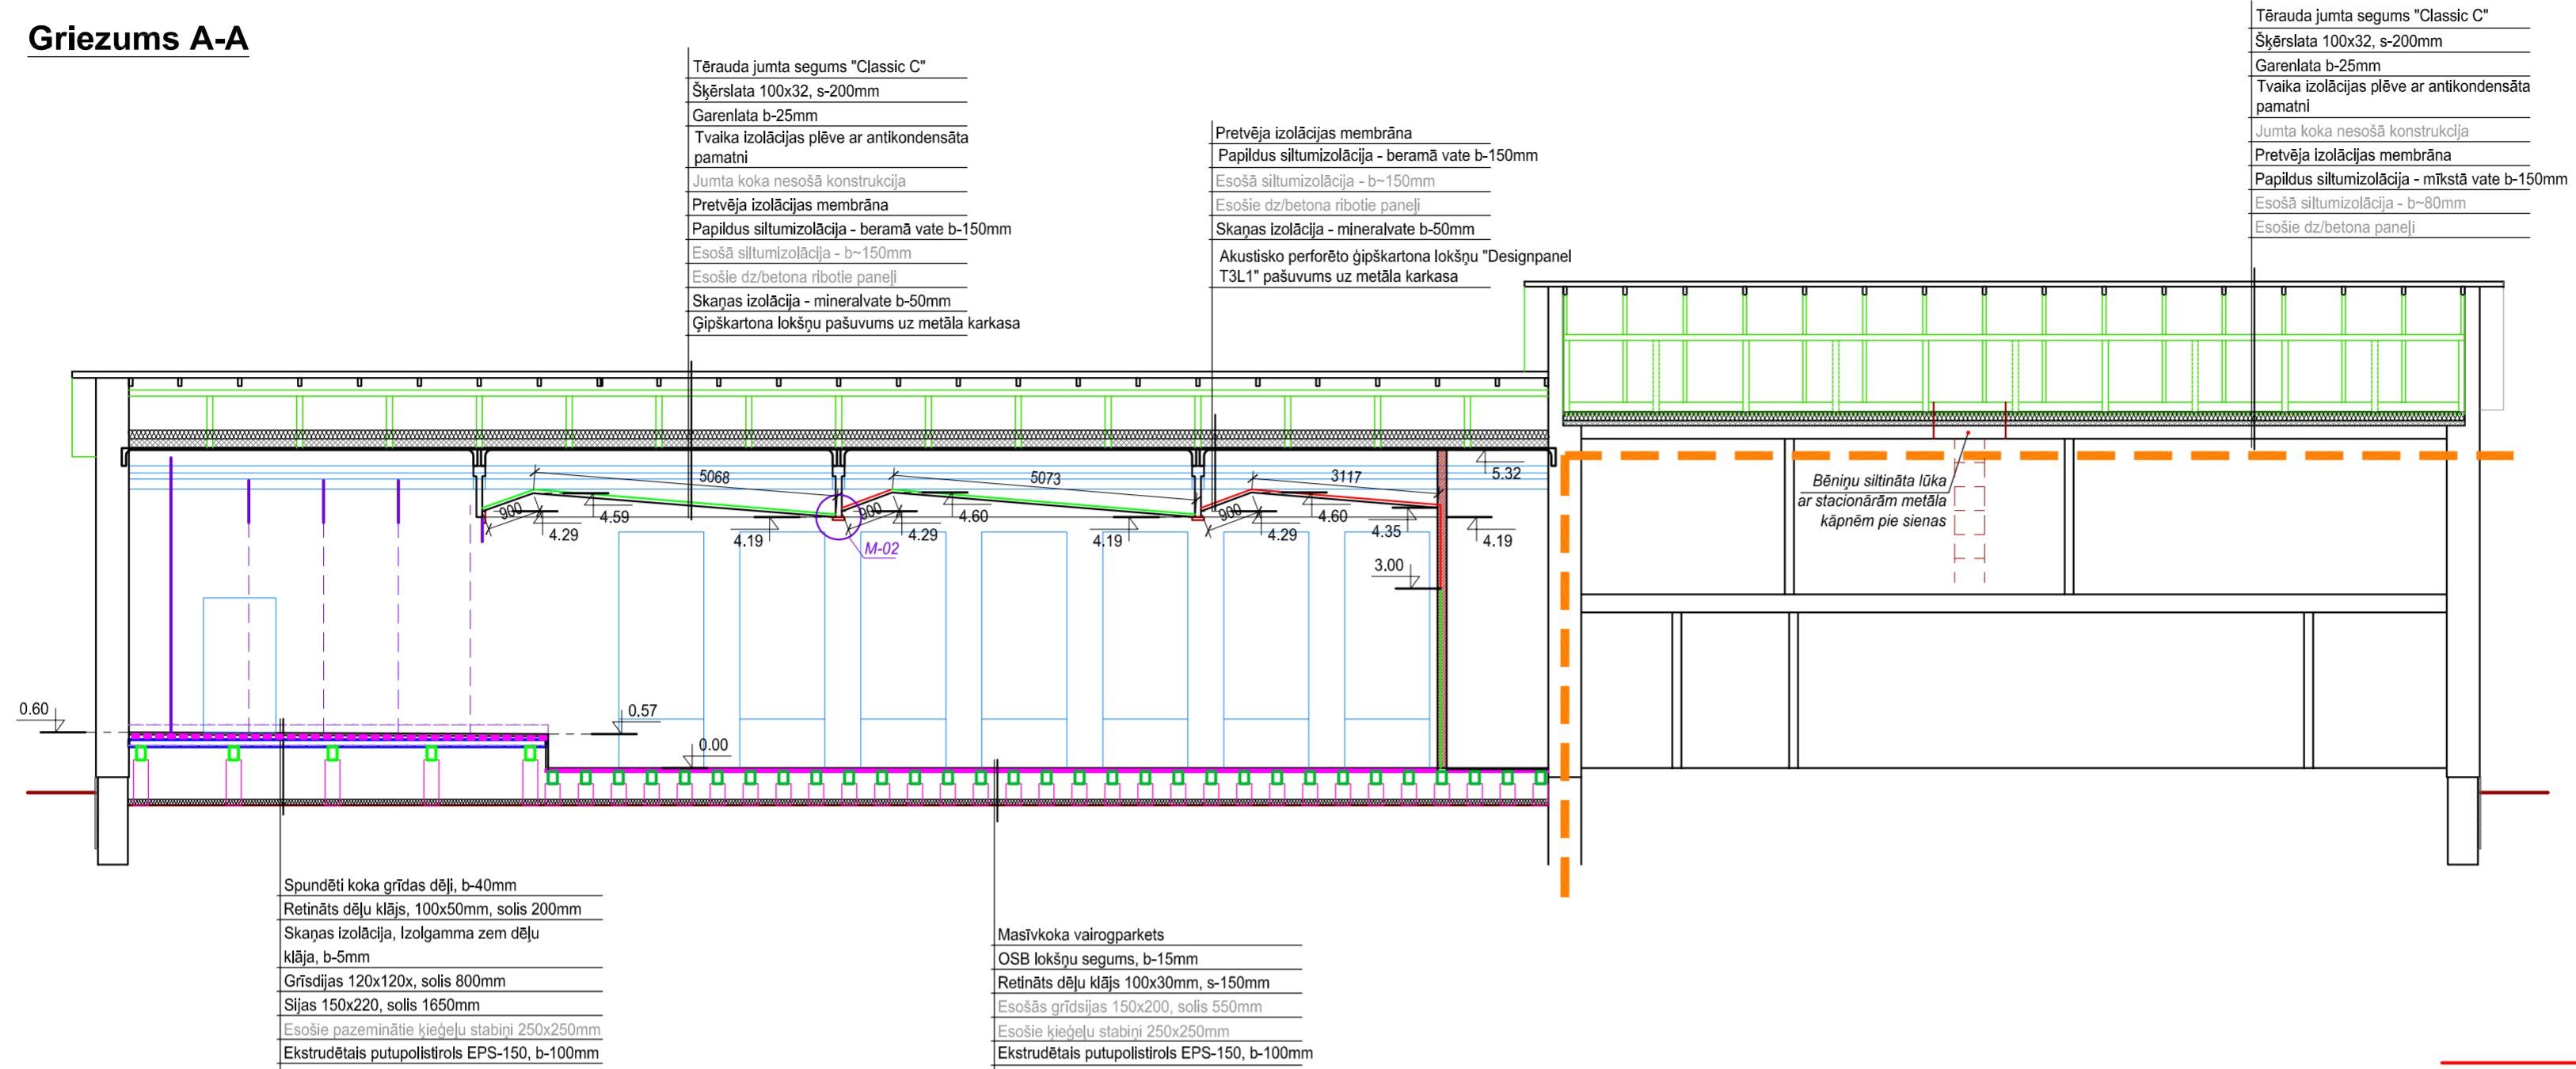 Griezums A-A
Tērauda jumta segums "Classic C"
Šķērslata 100x32, s-200mm
Garenlata b-25mm
Tvaika izolācijas plēve ar antikondensāta
pamatni
Jumta koka nesošā konstrukcija
Pretvēja izolācijas membrāna
Papildus siltumizolācija - beramā vate b-150mm
Esošā siltumizolācija - b~150mm
Esošie dz/betona ribotie paneļi
Skaņas izolācija - mineralvate b-50mm
Ģipškartona lokšņu pašuvums uz metāla karkasa
Pretvēja izolācijas membrāna
Papildus siltumizolācija - beramā vate b-150mm
Esošā siltumizolācija - b~150mm
Esošie dz/betona ribotie paneļi
Skaņas izolācija - mineralvate b-50mm
Akustisko perforēto ģipškartona lokšņu "Designpanel
T3L1" pašuvums uz metāla karkasa
Tērauda jumta segums "Classic C"
Šķērslata 100x32, s-200mm
Garenlata b-25mm
Tvaika izolācijas plēve ar antikondensāta
pamatni
Jumta koka nesošā konstrukcija
Pretvēja izolācijas membrāna
Papildus siltumizolācija - mīkstā vate b-150mm
Esošā siltumizolācija - b~80mm
Esošie dz/betona paneļi
5068
5073
3117
5.32
900
4.59
4.29
4.19
900
4.60
4.29
4.19
900
4.60
4.29
4.35
4.19
M-02
3.00
Bēniņu siltināta lūka
ar stacionārām metāla
kāpnēm pie sienas
0.60
0.57
0.00
Spundēti koka grīdas dēļi, b-40mm
Retināts dēļu klājs, 100x50mm, solis 200mm
Skaņas izolācija, Izolgamma zem dēļu
klāja, b-5mm
Grīsdijas 120x120x, solis 800mm
Sijas 150x220, solis 1650mm
Esošie pazeminātie ķieģeļu stabiņi 250x250mm
Ekstrudētais putupolistirols EPS-150, b-100mm
Masīvkoka vairogparkets
OSB lokšņu segums, b-15mm
Retināts dēļu klājs 100x30mm, s-150mm
Esošās grīdsijas 150x200, solis 550mm
Esošie ķieģeļu stabiņi 250x250mm
Ekstrudētais putupolistirols EPS-150, b-100mm